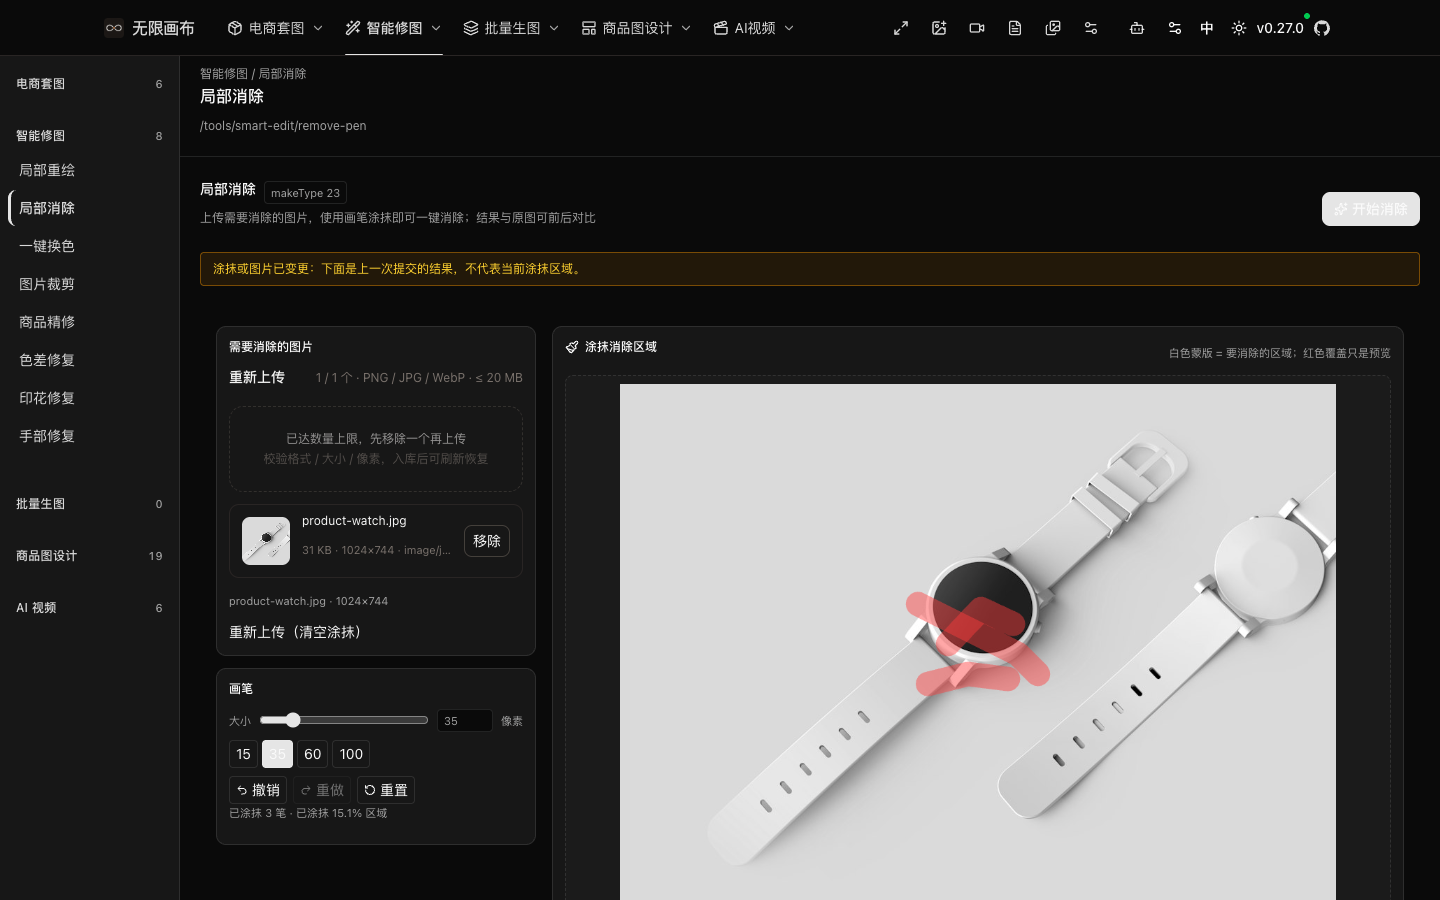 无限画布
电商套图
智能修图
批量生图
商品图设计
AI视频
中
v0.27.0
电商套图 6
智能修图 8
局部重绘
局部消除
一键换色
图片裁剪
商品精修
色差修复
印花修复
手部修复
批量生图 0
商品图设计 19
AI 视频 6
智能修图 / 局部消除
局部消除
/tools/smart-edit/remove-pen
局部消除 makeType 23
上传需要消除的图片，使用画笔涂抹即可一键消除；结果与原图可前后对比
开始消除
涂抹或图片已变更：下面是上一次提交的结果，不代表当前涂抹区域。
需要消除的图片
重新上传 1 / 1 个 · PNG / JPG / WebP · ≤ 20 MB
已达数量上限，先移除一个再上传
校验格式 / 大小 / 像素，入库后可刷新恢复
product-watch.jpg
31 KB · 1024×744 · image/j...
移除
product-watch.jpg · 1024×744
重新上传（清空涂抹）
画笔
大小 35 像素
15 35 60 100
撤销 重做 重置
已涂抹 3 笔 · 已涂抹 15.1% 区域
涂抹消除区域
白色蒙版 = 要消除的区域；红色覆盖只是预览